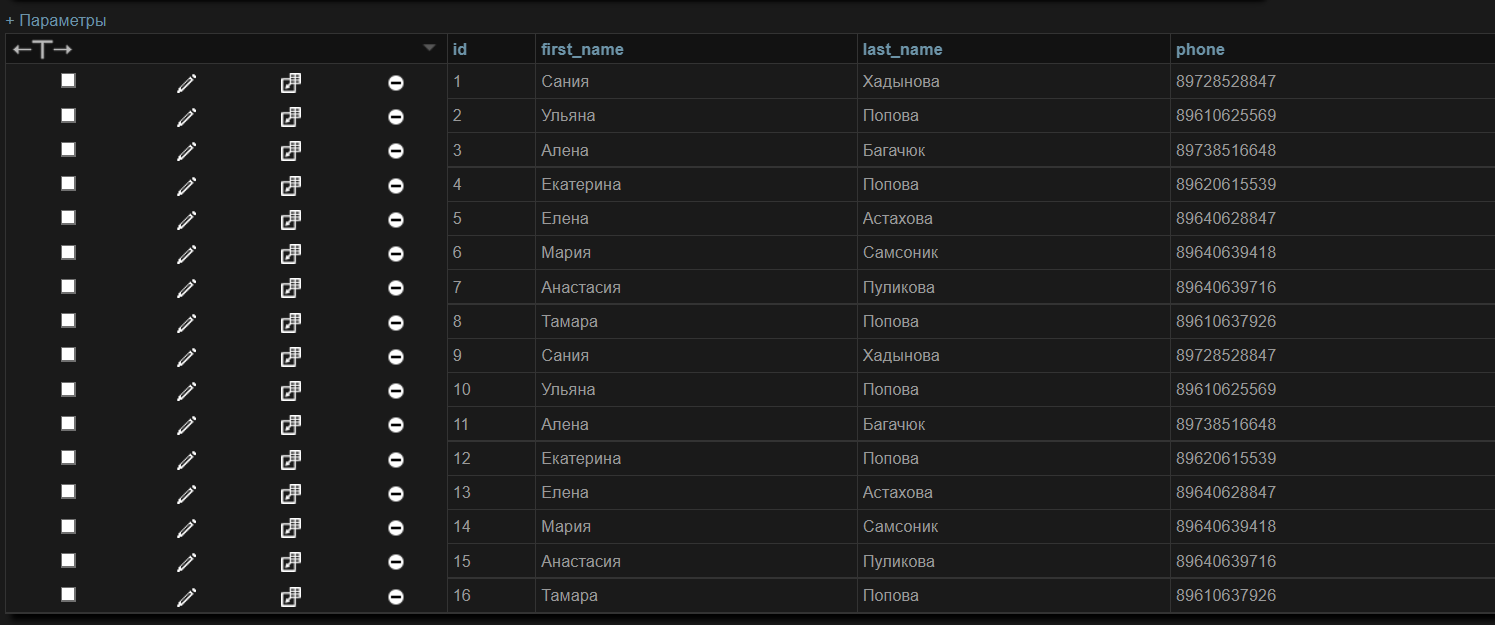 + Параметры
←T→ id first_name last_name phone
1 Сания Хадынова 89728528847
2 Ульяна Попова 89610625569
3 Алена Багачюк 89738516648
4 Екатерина Попова 89620615539
5 Елена Астахова 89640628847
6 Мария Самсоник 89640639418
7 Анастасия Пуликова 89640639716
8 Тамара Попова 89610637926
9 Сания Хадынова 89728528847
10 Ульяна Попова 89610625569
11 Алена Багачюк 89738516648
12 Екатерина Попова 89620615539
13 Елена Астахова 89640628847
14 Мария Самсоник 89640639418
15 Анастасия Пуликова 89640639716
16 Тамара Попова 89610637926